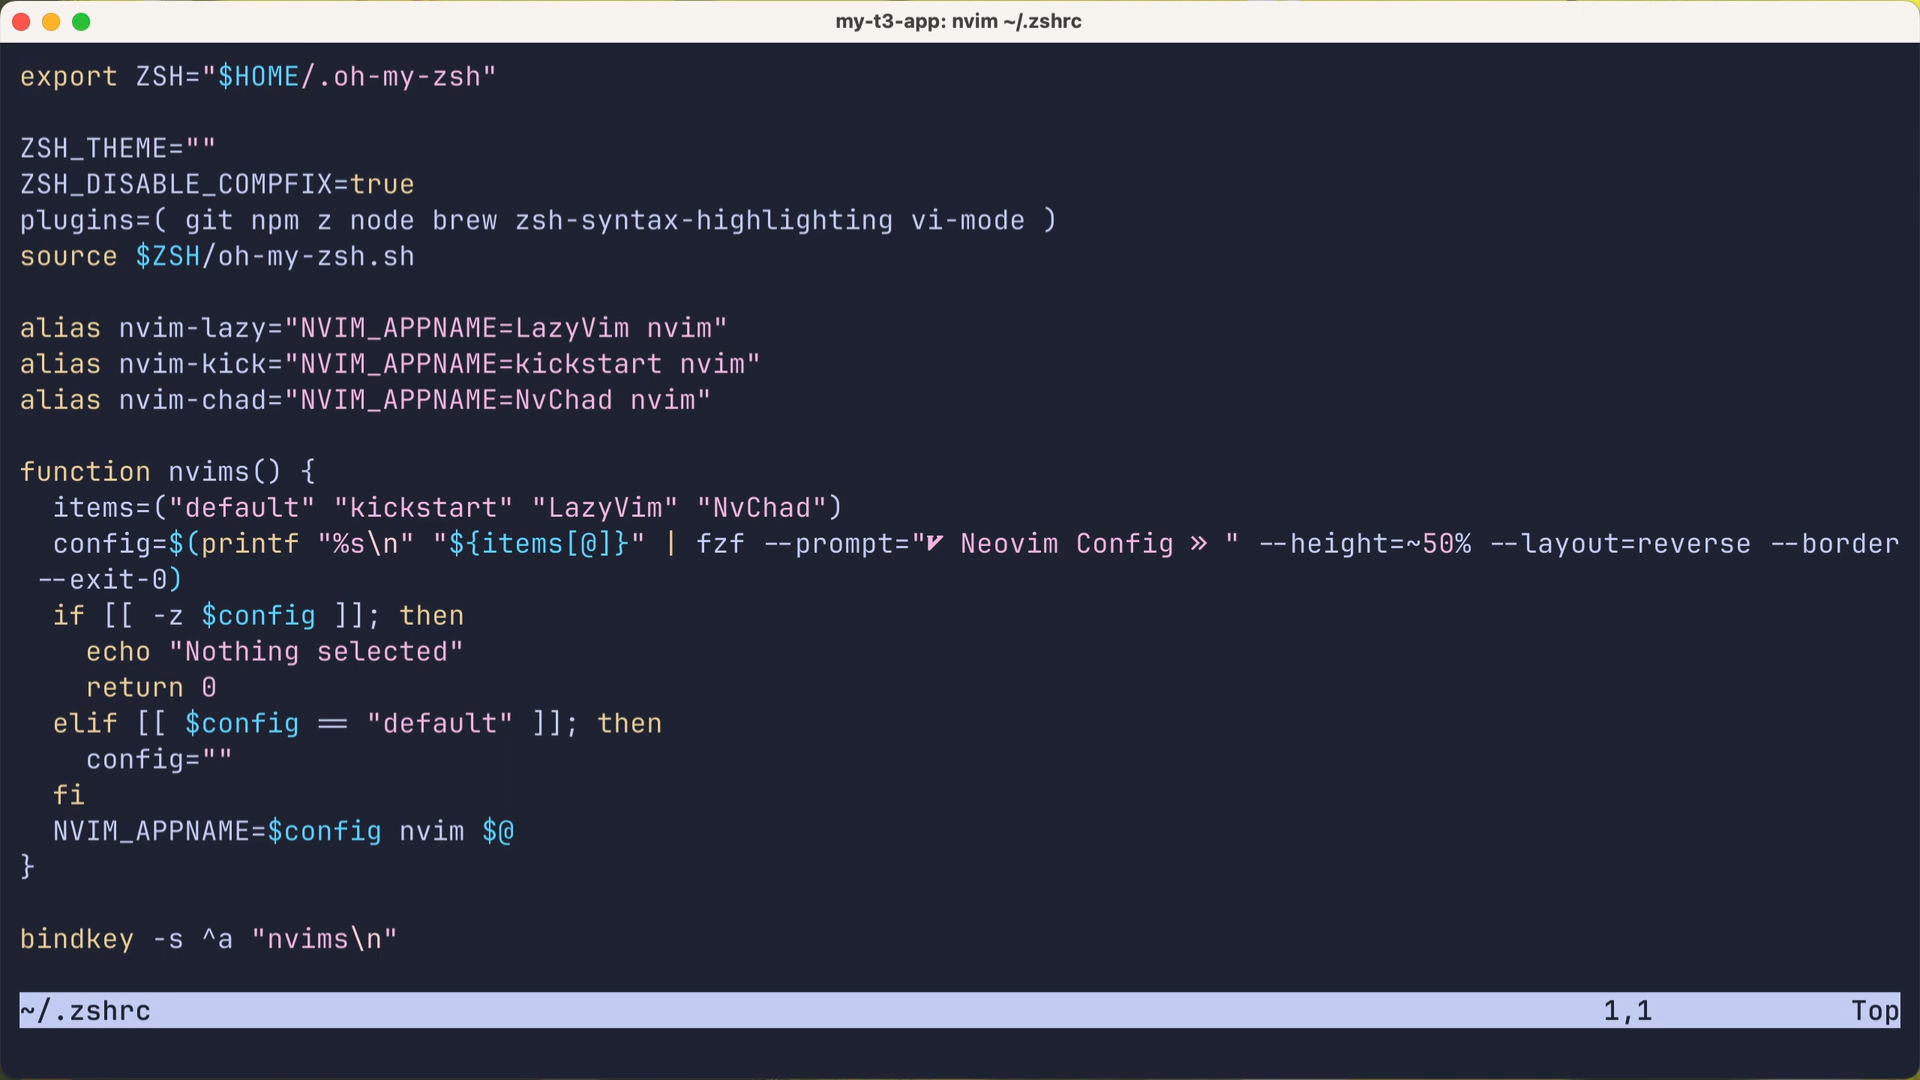 my-t3-app: nvim ~/.zshrc
export ZSH="$HOME/.oh-my-zsh"
ZSH_THEME=""
ZSH_DISABLE_COMPFIX=true
plugins=( git npm z node brew zsh-syntax-highlighting vi-mode )
source $ZSH/oh-my-zsh.sh
alias nvim-lazy="NVIM_APPNAME=LazyVim nvim"
alias nvim-kick="NVIM_APPNAME=kickstart nvim"
alias nvim-chad="NVIM_APPNAME=NvChad nvim"
function nvims() {
  items=("default" "kickstart" "LazyVim" "NvChad")
  config=$(printf "%s\n" "${items[@]}" | fzf --prompt=" Neovim Config » " --height=~50% --layout=reverse --border
 --exit-0)
  if [[ -z $config ]]; then
    echo "Nothing selected"
    return 0
  elif [[ $config == "default" ]]; then
    config=""
  fi
  NVIM_APPNAME=$config nvim $@
}
bindkey -s ^a "nvims\n"
~/.zshrc 1,1 Top